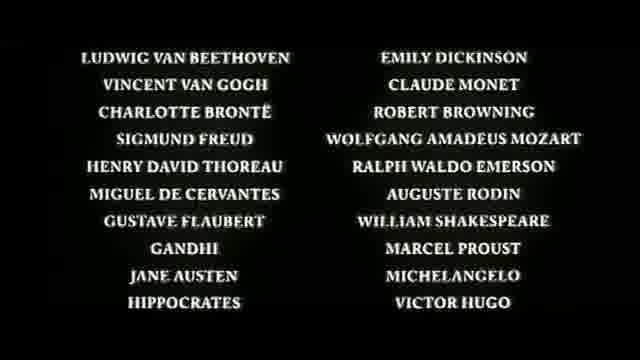 LUDWIG VAN BEETHOVEN
VINCENT VAN GOGH
CHARLOTTE BRONTË
SIGMUND FREUD
HENRY DAVID THOREAU
MIGUEL DE CERVANTES
GUSTAVE FLAUBERT
GANDHI
JANE AUSTEN
HIPPOCRATES
EMILY DICKINSON
CLAUDE MONET
ROBERT BROWNING
WOLFGANG AMADEUS MOZART
RALPH WALDO EMERSON
AUGUSTE RODIN
WILLIAM SHAKESPEARE
MARCEL PROUST
MICHELANGELO
VICTOR HUGO